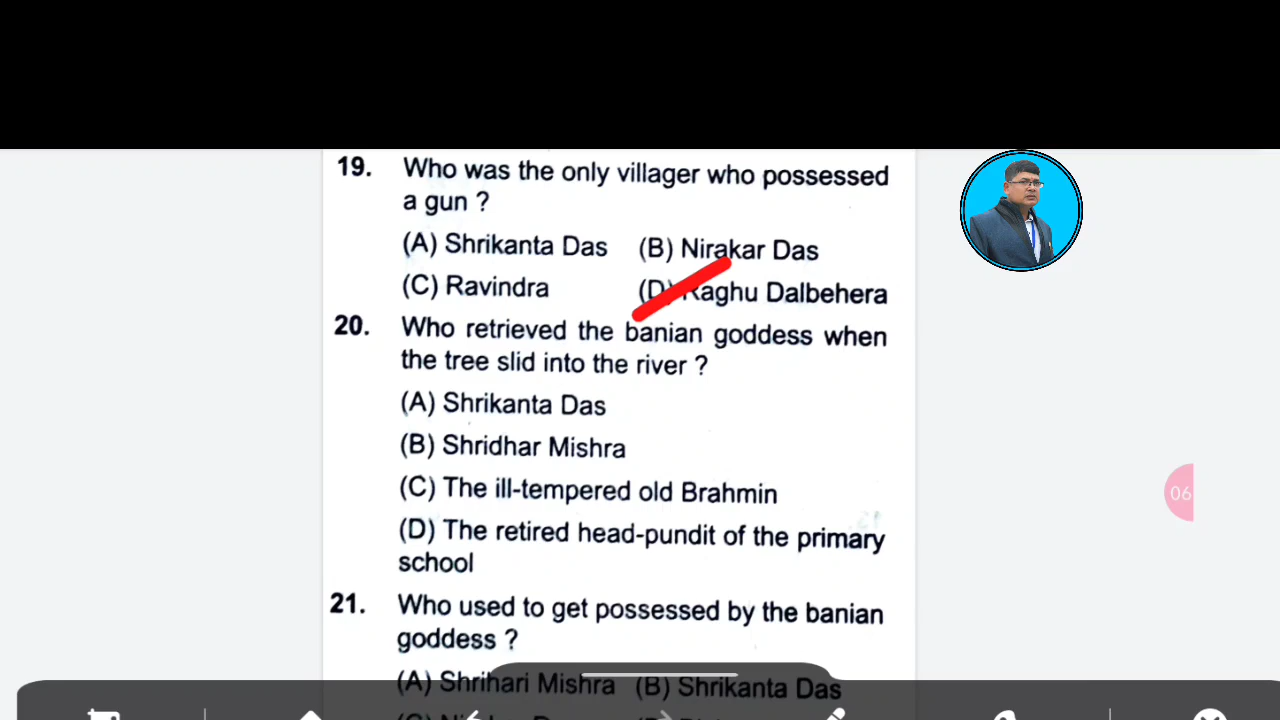 19. Who was the only villager who possessed
a gun ?
(A) Shrikanta Das (B) Nirakar Das
(C) Ravindra (D) Raghu Dalbehera
20. Who retrieved the banian goddess when
the tree slid into the river ?
(A) Shrikanta Das
(B) Shridhar Mishra
(C) The ill-tempered old Brahmin
(D) The retired head-pundit of the primary
school
06
21. Who used to get possessed by the banian
goddess ?
(A) Shrihari Mishra (B) Shrikanta Das